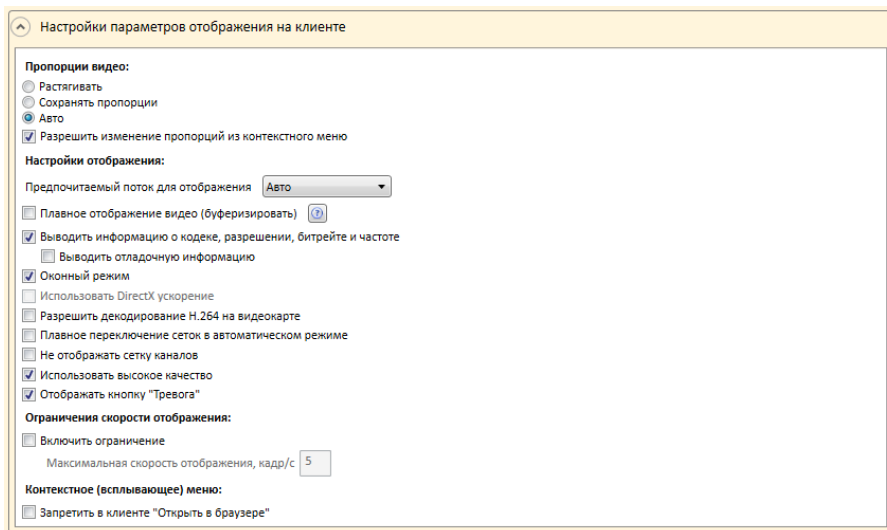 Настройки параметров отображения на клиенте
Пропорции видео:
Растягивать
Сохранять пропорции
Авто
Разрешить изменение пропорций из контекстного меню
Настройки отображения:
Предпочитаемый поток для отображения Авто
Плавное отображение видео (буферизировать) ?
Выводить информацию о кодеке, разрешении, битрейте и частоте
Выводить отладочную информацию
Оконный режим
Использовать DirectX ускорение
Разрешить декодирование H.264 на видеокарте
Плавное переключение сеток в автоматическом режиме
Не отображать сетку каналов
Использовать высокое качество
Отображать кнопку "Тревога"
Ограничения скорости отображения:
Включить ограничение
Максимальная скорость отображения, кадр/с 5
Контекстное (всплывающее) меню:
Запретить в клиенте "Открыть в браузере"